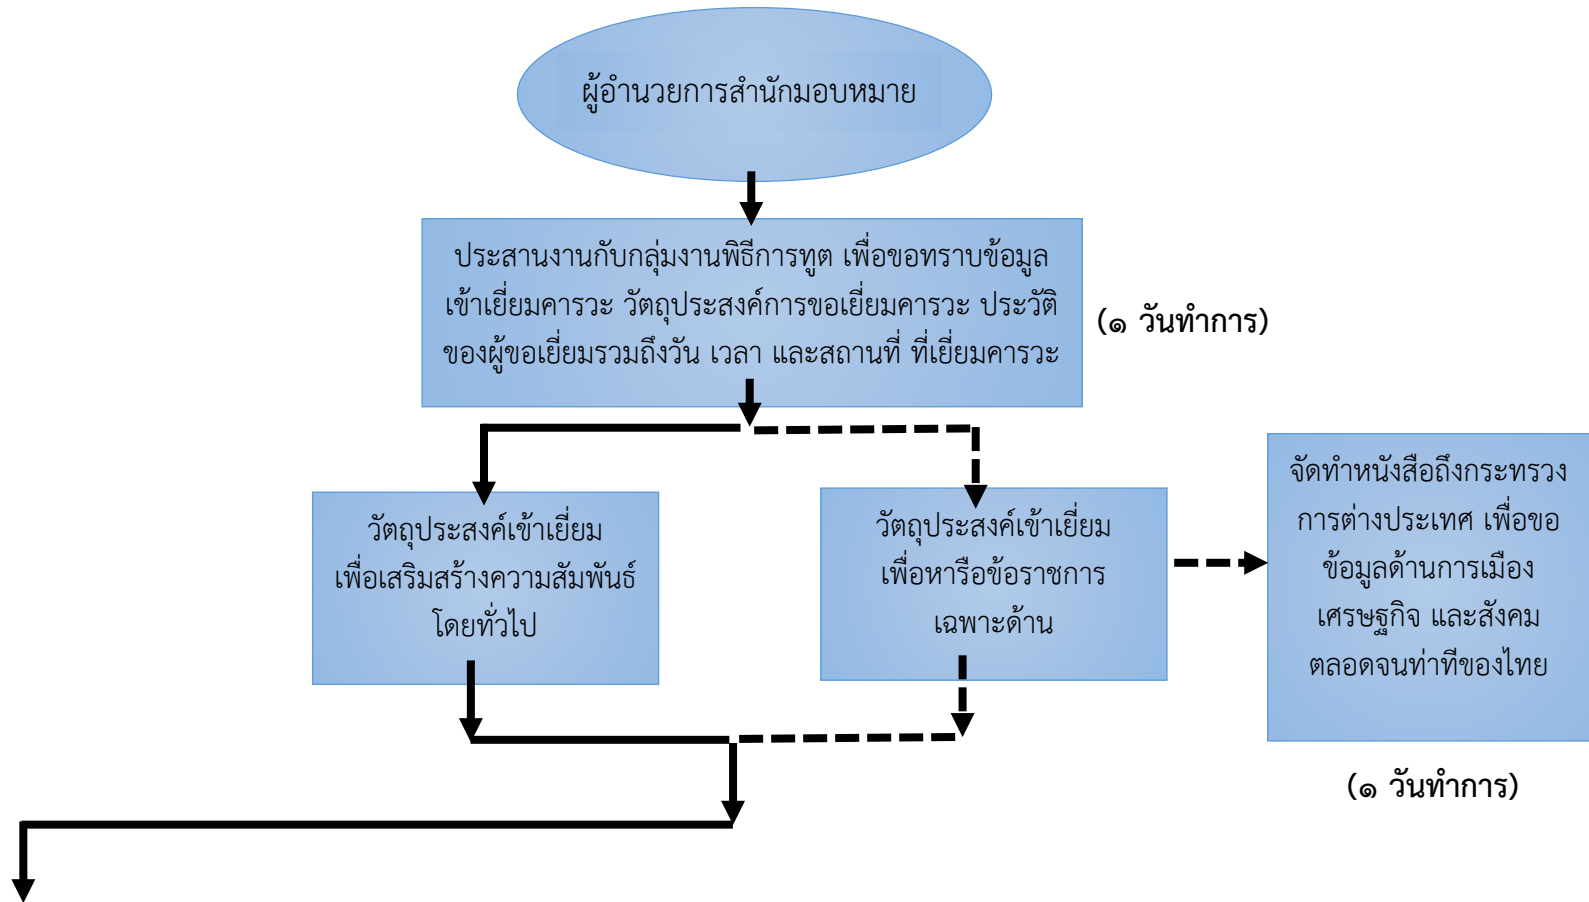 ผู้อำนวยการสำนักมอบหมาย
ประสานงานกับกลุ่มงานพิธีการทูต เพื่อขอทราบข้อมูล
เข้าเยี่ยมคารวะ วัตถุประสงค์การขอเยี่ยมคารวะ ประวัติ
ของผู้ขอเยี่ยมรวมถึงวัน เวลา และสถานที่ ที่เยี่ยมคารวะ
(๑ วันทำการ)
วัตถุประสงค์เข้าเยี่ยม
เพื่อเสริมสร้างความสัมพันธ์
โดยทั่วไป
วัตถุประสงค์เข้าเยี่ยม
เพื่อหารือข้อราชการ
เฉพาะด้าน
จัดทำหนังสือถึงกระทรวง
การต่างประเทศ เพื่อขอ
ข้อมูลด้านการเมือง
เศรษฐกิจ และสังคม
ตลอดจนท่าทีของไทย
(๑ วันทำการ)